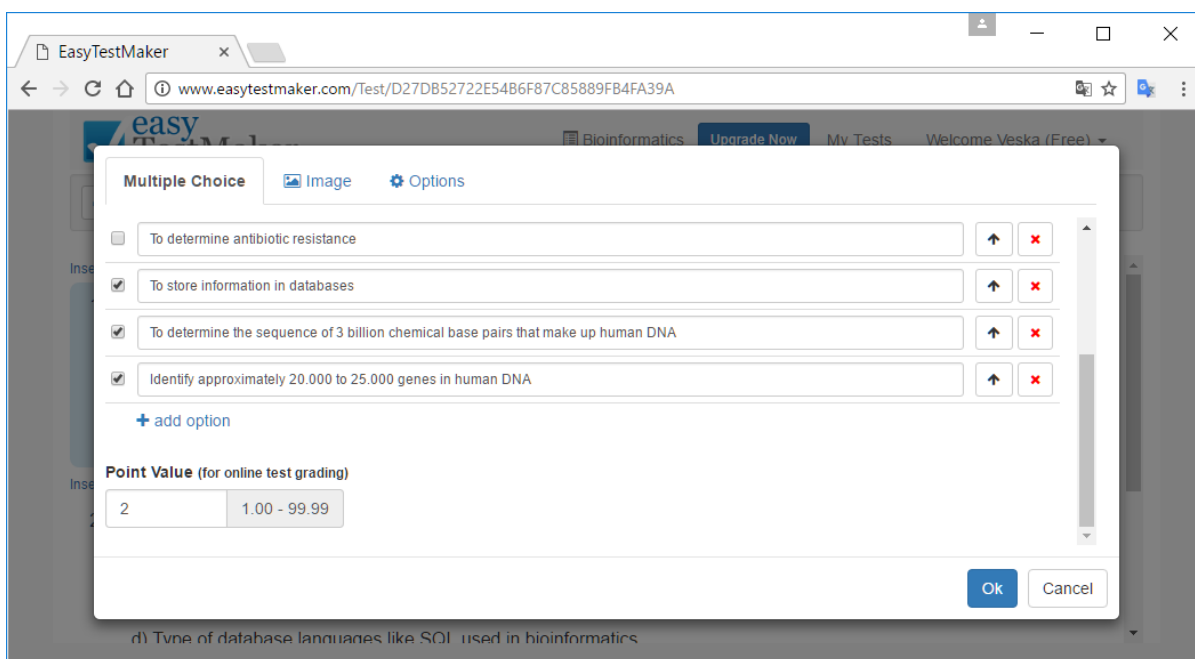 EasyTestMaker
www.easytestmaker.com/Test/D27DB52722E54B6F87C85889FB4FA39A
easy
Bioinformatics Upgrade Now My Tests Welcome Veska (Free)
Multiple Choice Image Options
To determine antibiotic resistance
Inse
To store information in databases
To determine the sequence of 3 billion chemical base pairs that make up human DNA
Identify approximately 20.000 to 25.000 genes in human DNA
+ add option
Point Value (for online test grading)
Inse
2 1.00 - 99.99
Ok Cancel
d) Type of database languages like SQL used in bioinformatics